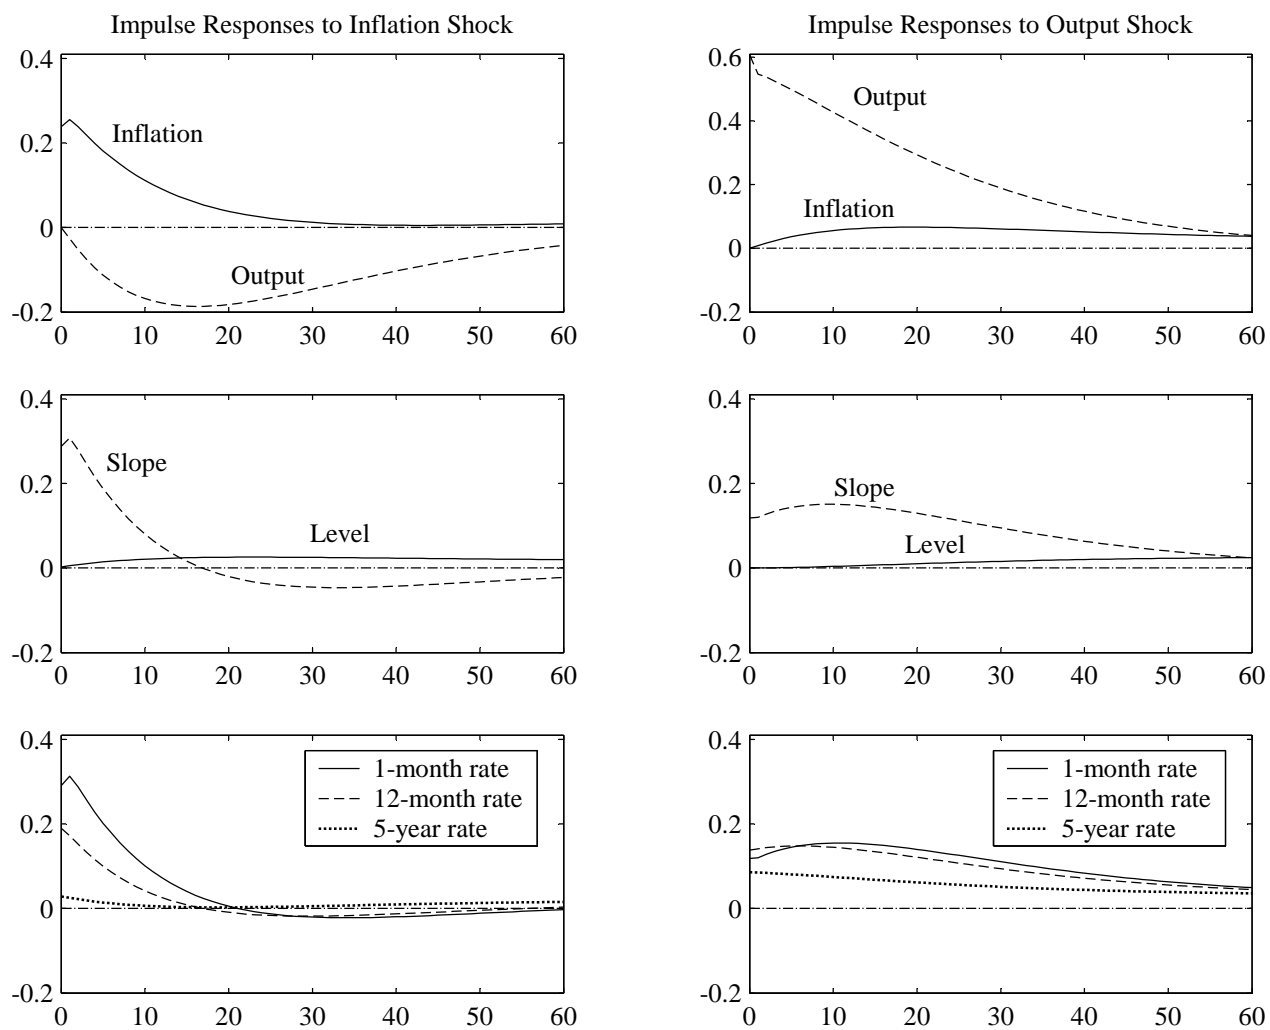 Impulse Responses to Inflation Shock
0.4
0.2
0
-0.2
0 10 20 30 40 50 60
Inflation
Output
Impulse Responses to Output Shock
0.6
0.4
0.2
0
-0.2
0 10 20 30 40 50 60
Output
Inflation
0.4
0.2
0
-0.2
0 10 20 30 40 50 60
Slope
Level
0.4
0.2
0
-0.2
0 10 20 30 40 50 60
Slope
Level
0.4
0.2
0
-0.2
0 10 20 30 40 50 60
1-month rate
12-month rate
5-year rate
0.4
0.2
0
-0.2
0 10 20 30 40 50 60
1-month rate
12-month rate
5-year rate